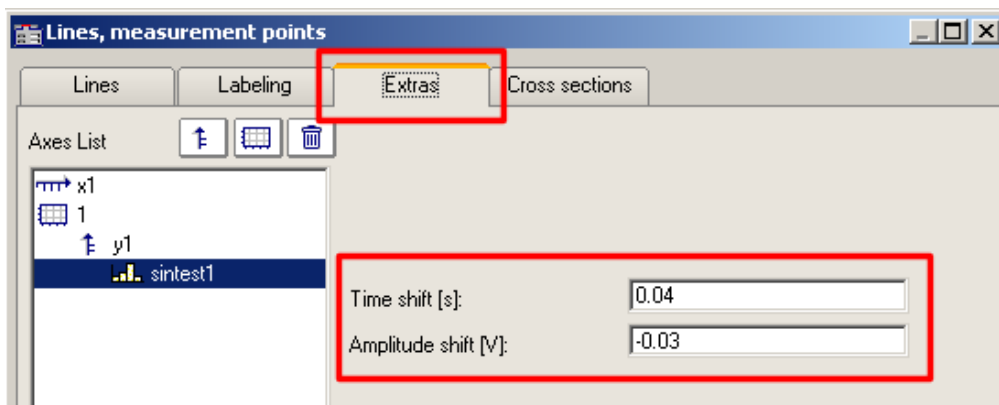 Lines, measurement points
Lines
Labeling
Extras
Cross sections
Axes List
x1
1
y1
sintest1
Time shift [s]:
0.04
Amplitude shift [V]:
-0.03